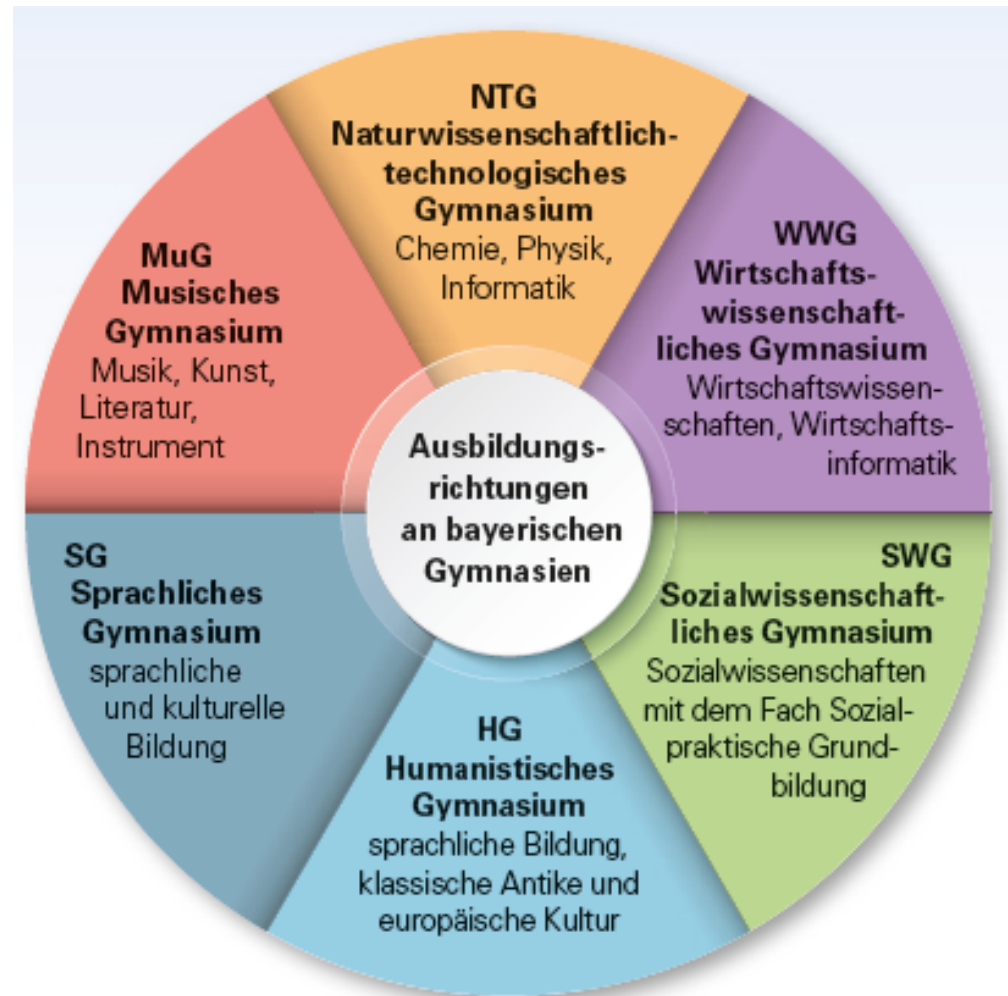 NTG
Naturwissenschaftlich-
technologisches
Gymnasium
Chemie, Physik,
Informatik
WWG
Wirtschafts-
wissenschaft-
liches Gymnasium
Wirtschaftswissen-
schaften, Wirtschafts-
informatik
SWG
Sozialwissenschaft-
liches Gymnasium
Sozialwissenschaften
mit dem Fach Sozial-
praktische Grund-
bildung
HG
Humanistisches
Gymnasium
sprachliche Bildung,
klassische Antike und
europäische Kultur
SG
Sprachliches
Gymnasium
sprachliche
und kulturelle
Bildung
MuG
Musisches
Gymnasium
Musik, Kunst,
Literatur,
Instrument
Ausbildungs-
richtungen
an bayerischen
Gymnasien